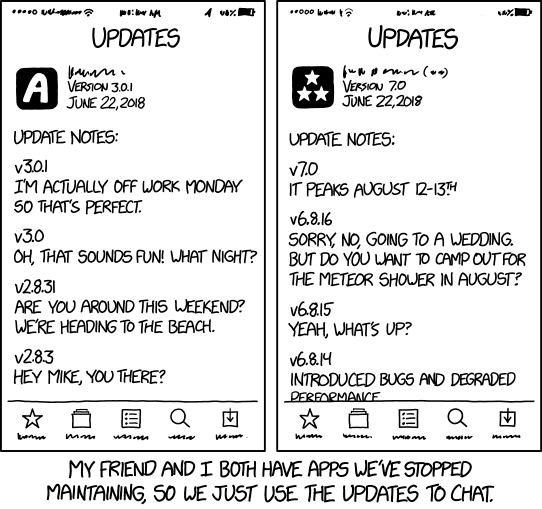 UPDATES
A
VERSION 3.0.1
JUNE 22, 2018
UPDATE NOTES:
v3.0.1
I'M ACTUALLY OFF WORK MONDAY
SO THAT'S PERFECT.
v3.0
OH, THAT SOUNDS FUN! WHAT NIGHT?
v2.8.31
ARE YOU AROUND THIS WEEKEND?
WE'RE HEADING TO THE BEACH.
v2.8.3
HEY MIKE, YOU THERE?
UPDATES
VERSION 7.0
JUNE 22, 2018
UPDATE NOTES:
v7.0
IT PEAKS AUGUST 12-13TH
v6.8.16
SORRY, NO, GOING TO A WEDDING.
BUT DO YOU WANT TO CAMP OUT FOR
THE METEOR SHOWER IN AUGUST?
v6.8.15
YEAH, WHAT'S UP?
v6.8.14
INTRODUCED BUGS AND DEGRADED
PERFORMANCE
MY FRIEND AND I BOTH HAVE APPS WE'VE STOPPED
MAINTAINING, SO WE JUST USE THE UPDATES TO CHAT.